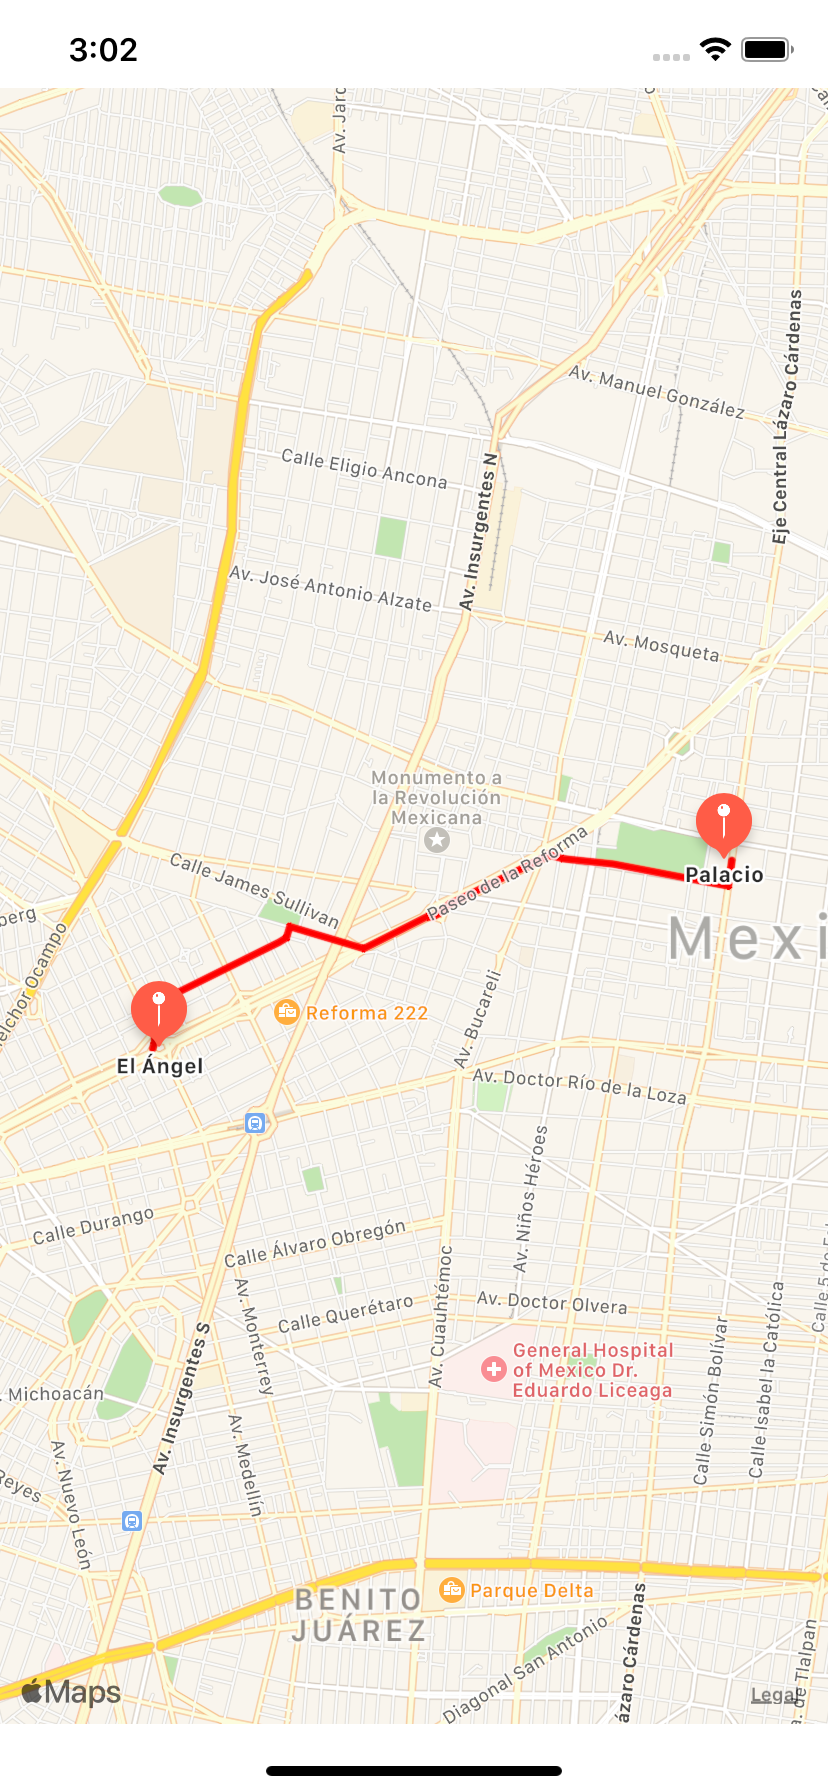 3:02
Av. Jard
Av. Manuel González
Eje Central Lázaro Cárdenas
Calle Eligio Ancona
Av. Insurgentes N
Av. José Antonio Alzate
Av. Mosqueta
Monumento a
la Revolución
Mexicana
Paseo de la Reforma
Palacio
Calle James Sullivan
berg
Mexi
elchor Ocampo
Reforma 222
Av. Bucareli
El Ángel
Av. Doctor Río de la Loza
Av. Niños Héroes
Calle Durango
Calle Álvaro Obregón
Av. Monterrey
Calle Querétaro
Av. Cuauhtémoc
Av. Doctor Olvera
Calle Simón Bolívar
Calle Isabel la Católica
General Hospital
of Mexico Dr.
Eduardo Liceaga
. Michoacán
Av. Insurgentes S
Av. Medellín
Av. Nuevo León
Reyes
Parque Delta
BENITO
JUÁREZ
Diagonal San Antonio
ázaro Cárdenas
. de Tlalpan
Maps
Legal